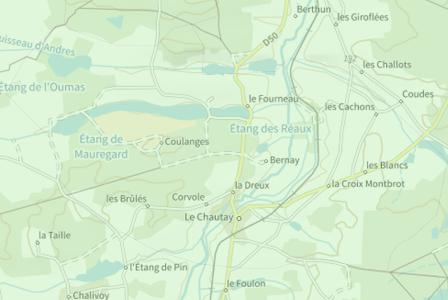 Berthun
les Giroflées
D50
uisseau d'Andres
132
les Challots
Étang de l'Oumas
Coudes
le Fourneau
les Cachons
Étang des Réaux
Étang de
Mauregard
Coulanges
Bernay
les Blancs
la Dreux
la Croix Montbrot
les Brûlés
Corvole
Le Chautay
la Taille
l'Étang de Pin
Chalivoy
le Foulon